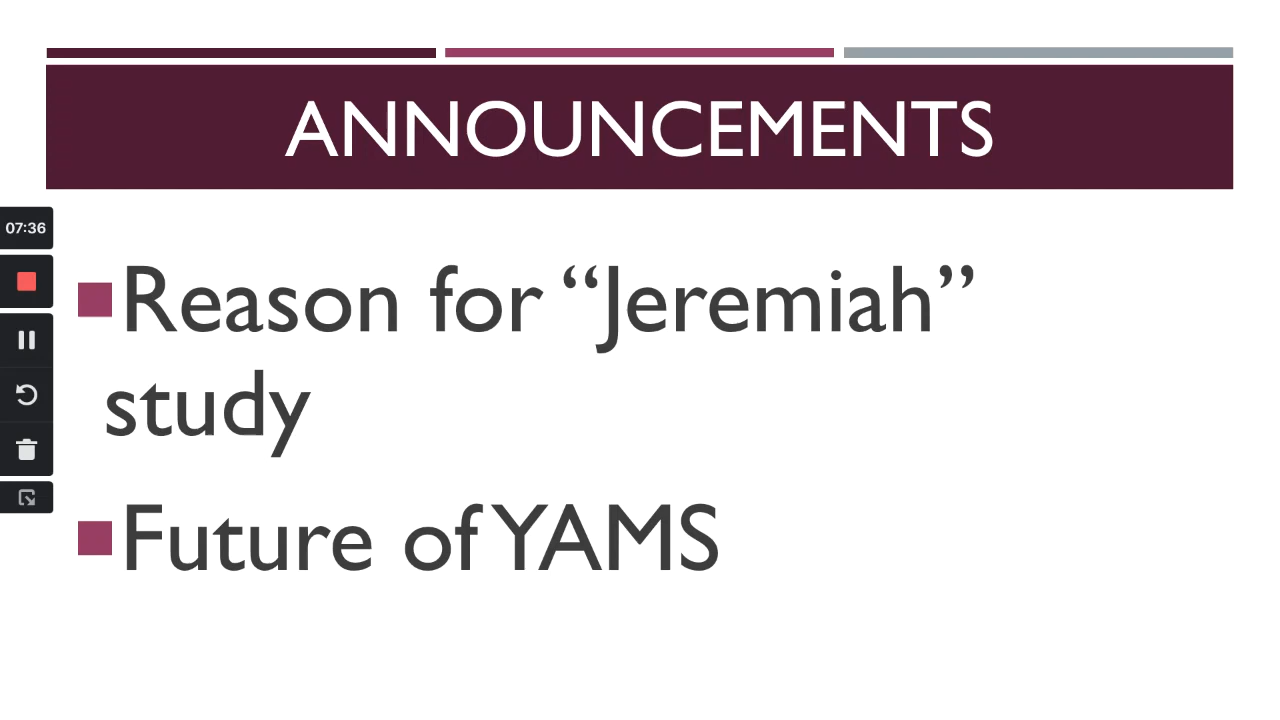 ANNOUNCEMENTS
07:36
Reason for “Jeremiah”
study
Future of YAMS